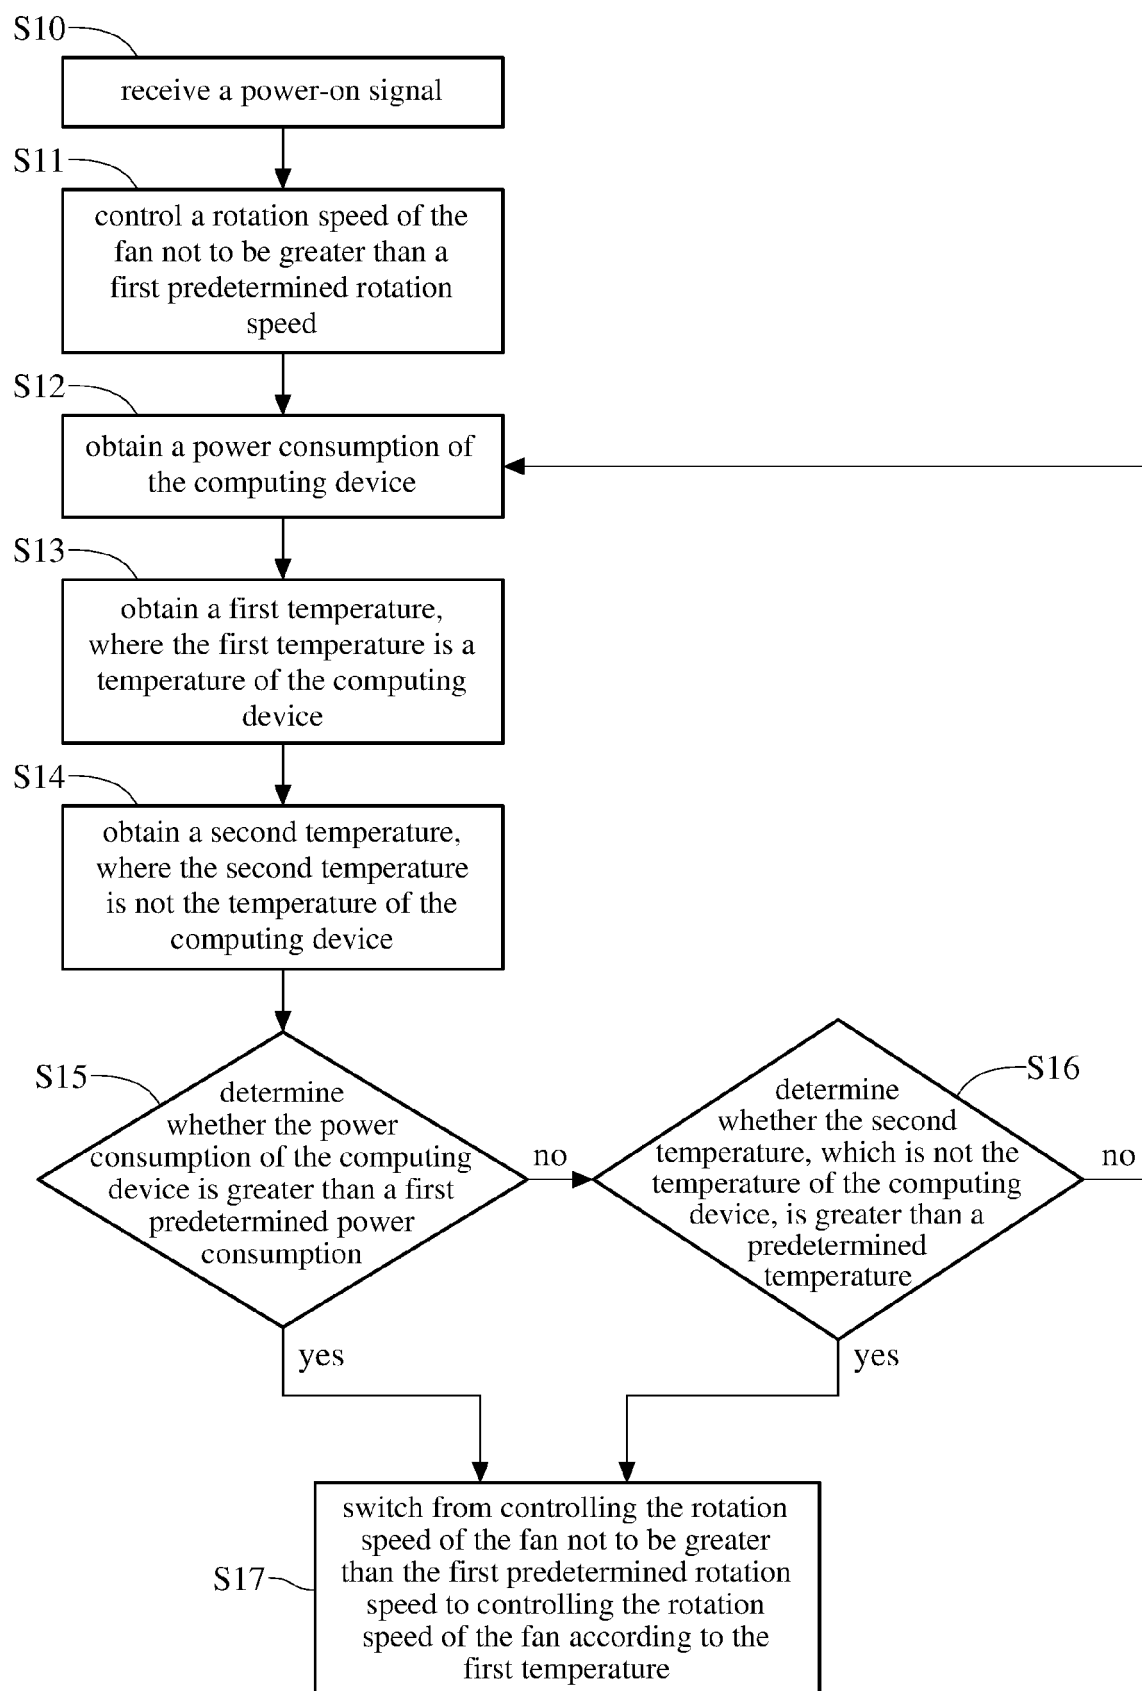 S10
receive a power-on signal
S11
control a rotation speed of the
fan not to be greater than a
first predetermined rotation
speed
S12
obtain a power consumption of
the computing device
S13
obtain a first temperature,
where the first temperature is a
temperature of the computing
device
S14
obtain a second temperature,
where the second temperature
is not the temperature of the
computing device
S15
determine
whether the power
consumption of the computing
device is greater than a first
predetermined power
consumption
no
yes
S16
determine
whether the second
temperature, which is not the
temperature of the computing
device, is greater than a
predetermined
temperature
no
yes
S17
switch from controlling the rotation
speed of the fan not to be greater
than the first predetermined rotation
speed to controlling the rotation
speed of the fan according to the
first temperature